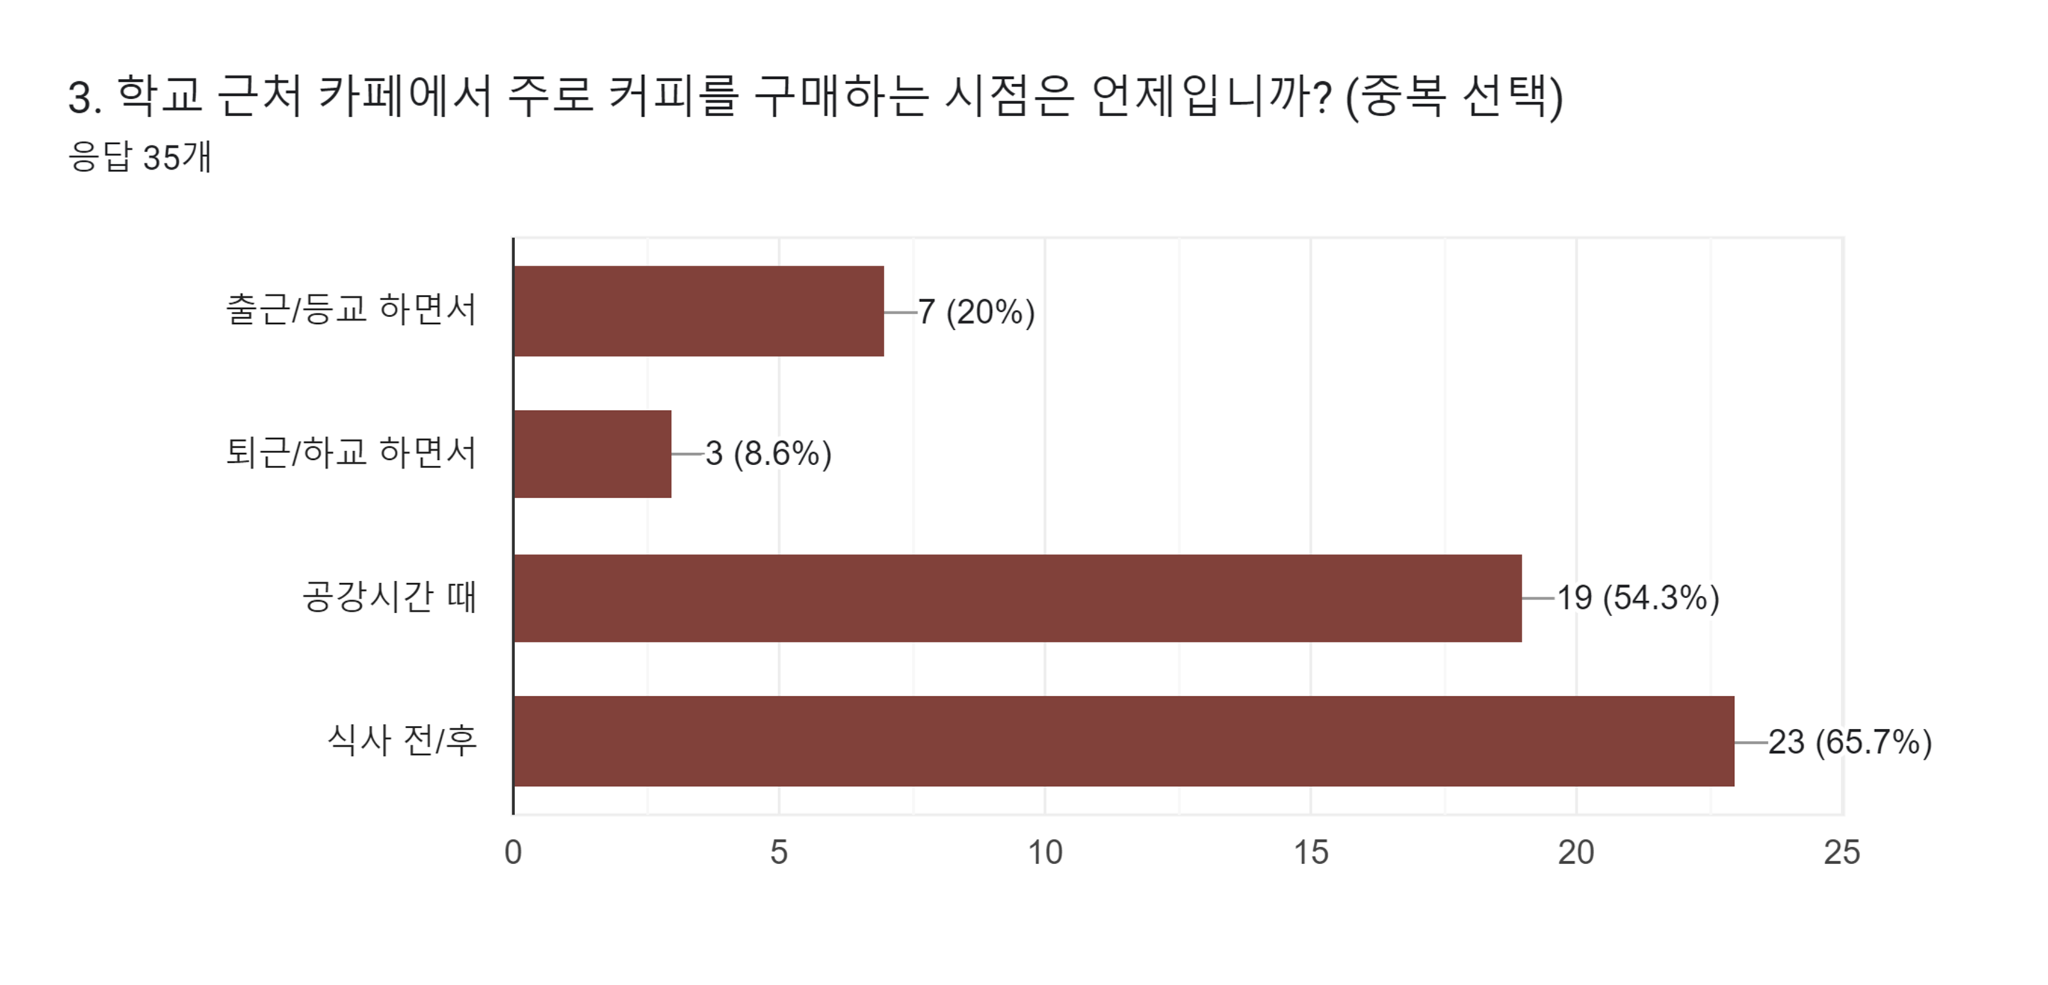 3. 학교 근처 카페에서 주로 커피를 구매하는 시점은 언제입니까? (중복 선택)
응답 35개
출근/등교 하면서
7 (20%)
퇴근/하교 하면서
3 (8.6%)
공강시간 때
19 (54.3%)
식사 전/후
23 (65.7%)
0 5 10 15 20 25